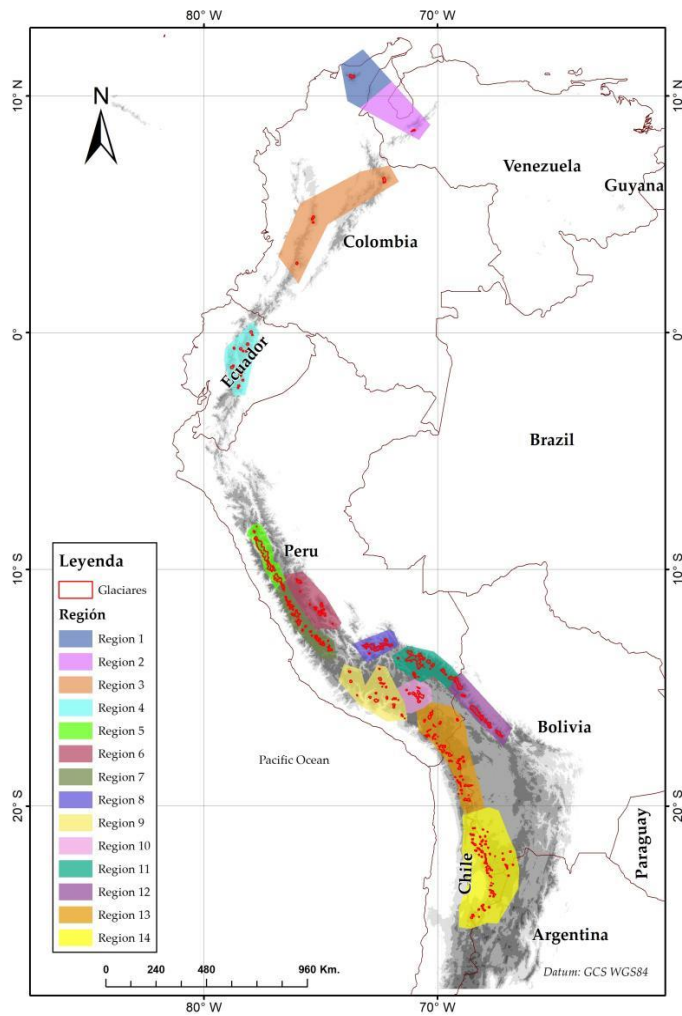 80° W
70° W
N
10° N
Venezuela
Guyana
Colombia
0°
Ecuador
Brazil
Peru
10° S
10° S
Leyenda
Glaciares
Región
Region 1
Region 2
Region 3
Region 4
Region 5
Region 6
Region 7
Region 8
Region 9
Region 10
Region 11
Region 12
Region 13
Region 14
Bolivia
Pacific Ocean
20° S
20° S
Paraguay
Chile
Argentina
0 240 480 960 Km.
Datum: GCS WGS84
80° W
70° W